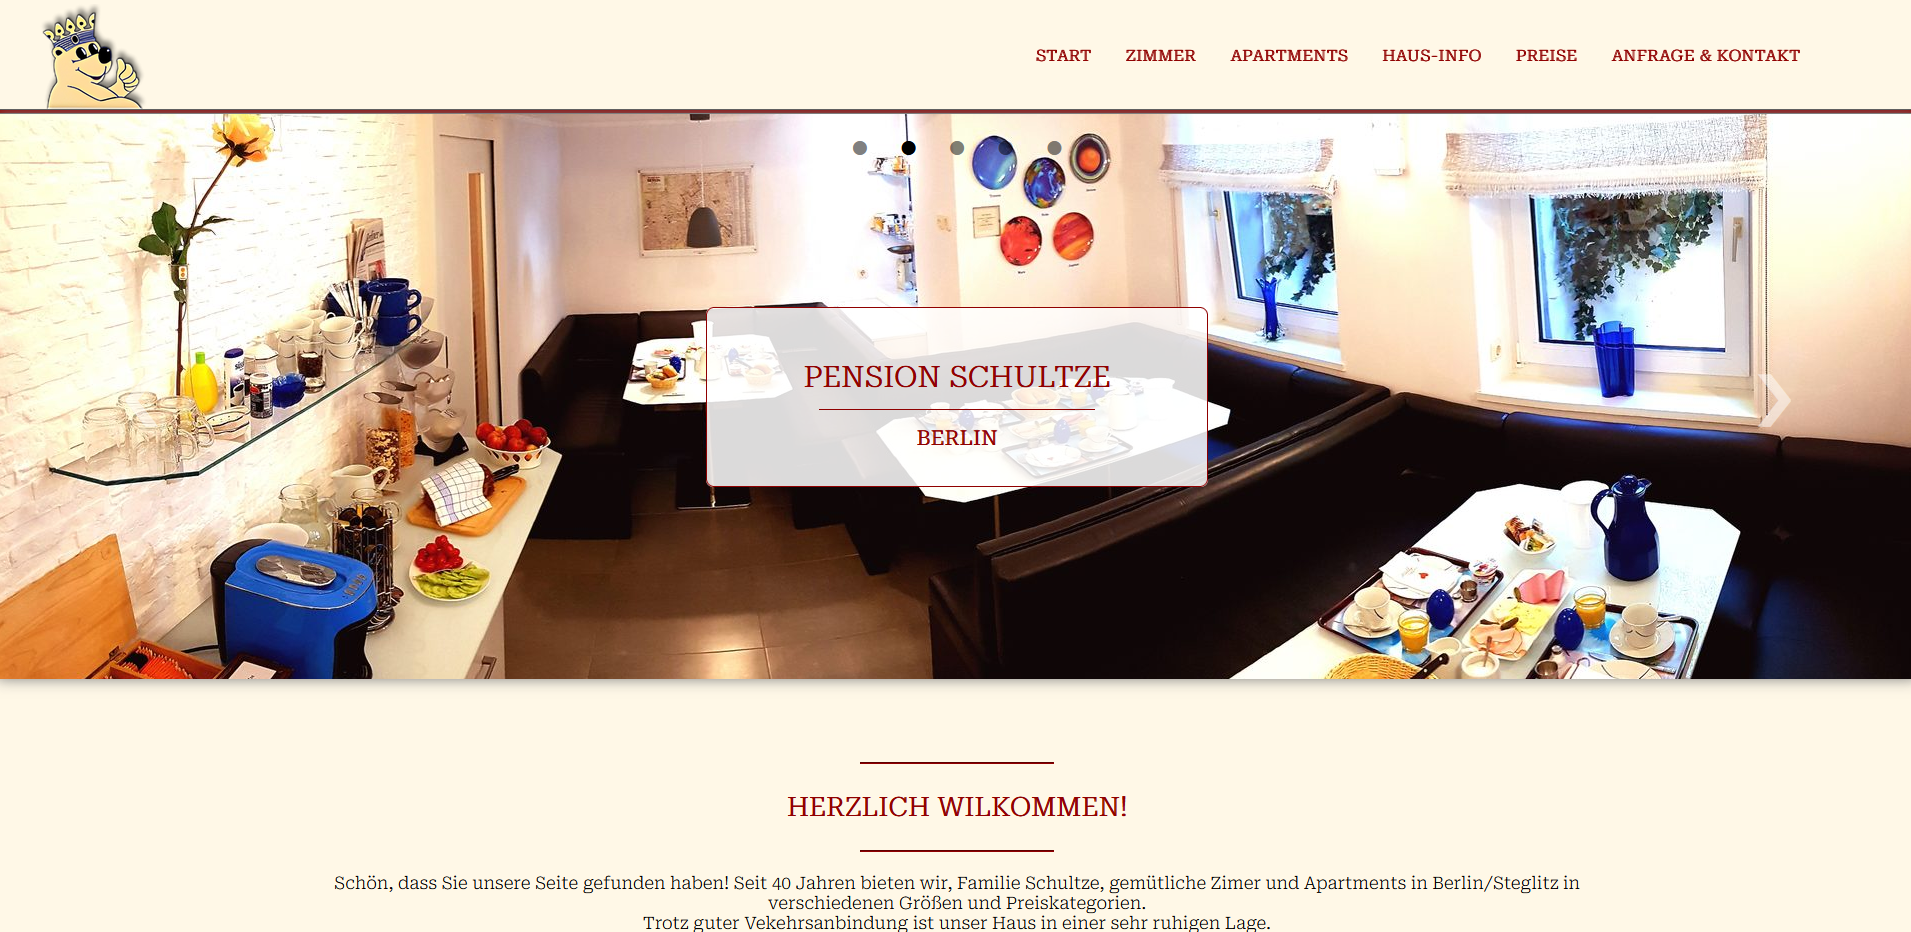 START ZIMMER APARTMENTS HAUS-INFO PREISE ANFRAGE & KONTAKT
PENSION SCHULTZE
BERLIN
HERZLICH WILKOMMEN!
Schön, dass Sie unsere Seite gefunden haben! Seit 40 Jahren bieten wir, Familie Schultze, gemütliche Zimer und Apartments in Berlin/Steglitz in
verschiedenen Größen und Preiskategorien.
Trotz guter Vekehrsanbindung ist unser Haus in einer sehr ruhigen Lage.